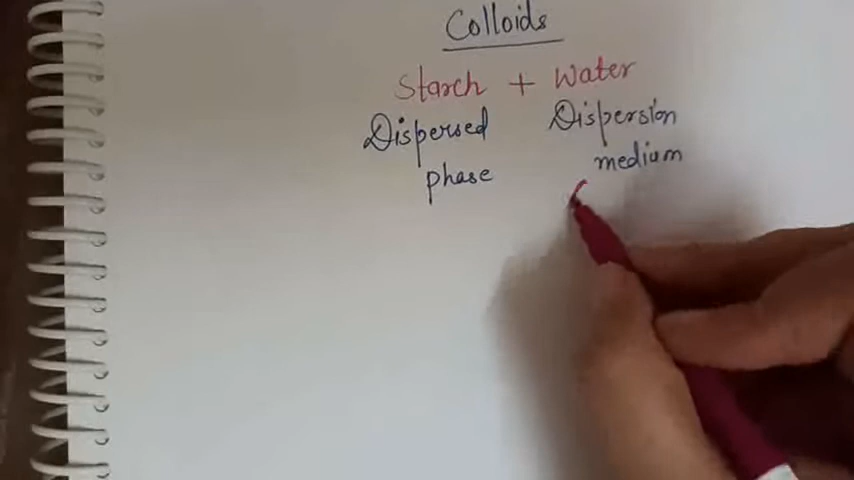 Colloids
Starch + Water
Dispersed Dispersion
phase medium